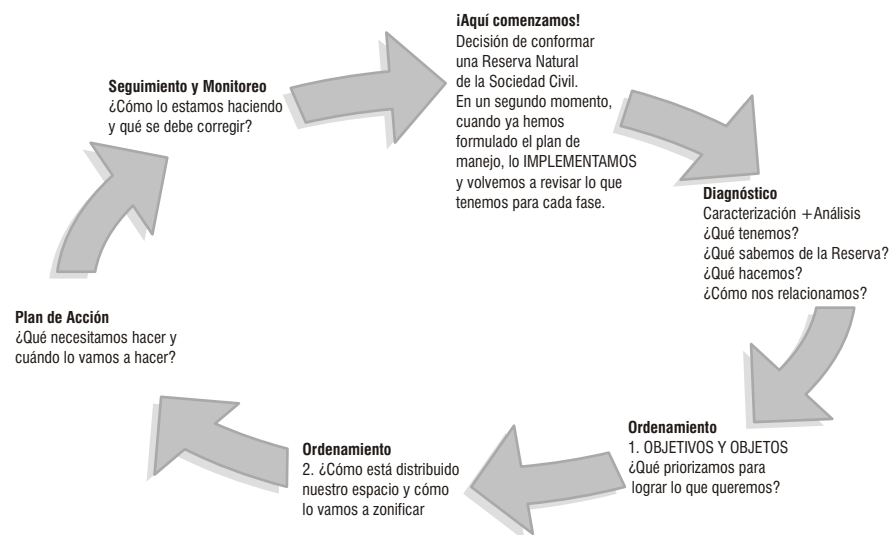 ¡Aquí comenzamos!
Decisión de conformar
una Reserva Natural
de la Sociedad Civil.
En un segundo momento,
cuando ya hemos
formulado el plan de
manejo, lo IMPLEMENTAMOS
y volvemos a revisar lo que
tenemos para cada fase.
Diagnóstico
Caracterización +Análisis
¿Qué tenemos?
¿Qué sabemos de la Reserva?
¿Qué hacemos?
¿Cómo nos relacionamos?
Ordenamiento
1. OBJETIVOS Y OBJETOS
¿Qué priorizamos para
lograr lo que queremos?
Ordenamiento
2. ¿Cómo está distribuido
nuestro espacio y cómo
lo vamos a zonificar
Plan de Acción
¿Qué necesitamos hacer y
cuándo lo vamos a hacer?
Seguimiento y Monitoreo
¿Cómo lo estamos haciendo
y qué se debe corregir?